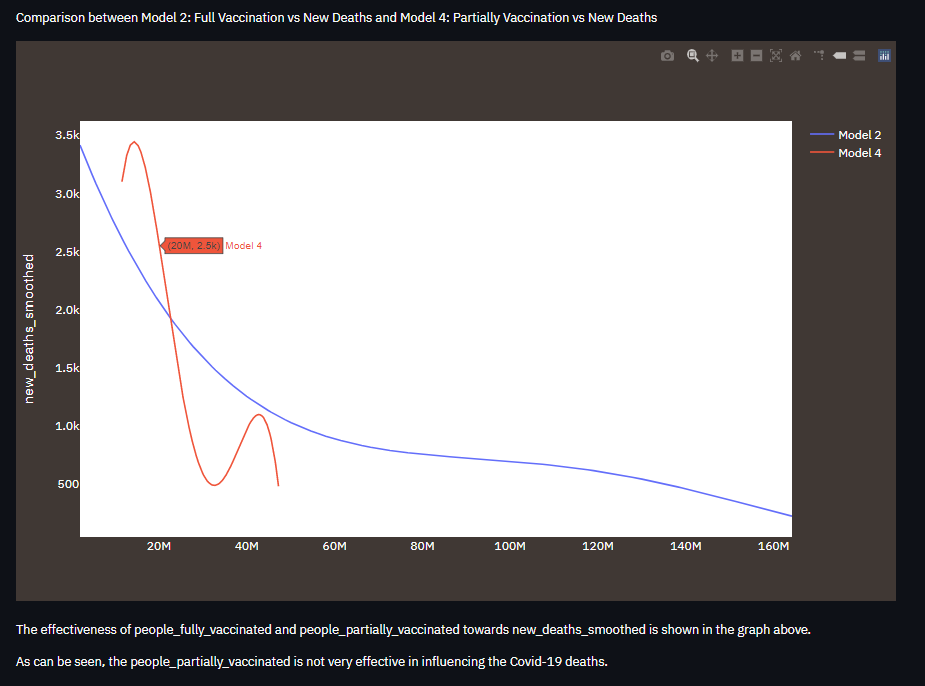 Comparison between Model 2: Full Vaccination vs New Deaths and Model 4: Partially Vaccination vs New Deaths
3.5k
3.0k
2.5k
2.0k
1.5k
1.0k
500
new_deaths_smoothed
Model 2
Model 4
(20M, 2.5k) Model 4
20M 40M 60M 80M 100M 120M 140M 160M
The effectiveness of people_fully_vaccinated and people_partially_vaccinated towards new_deaths_smoothed is shown in the graph above.
As can be seen, the people_partially_vaccinated is not very effective in influencing the Covid-19 deaths.